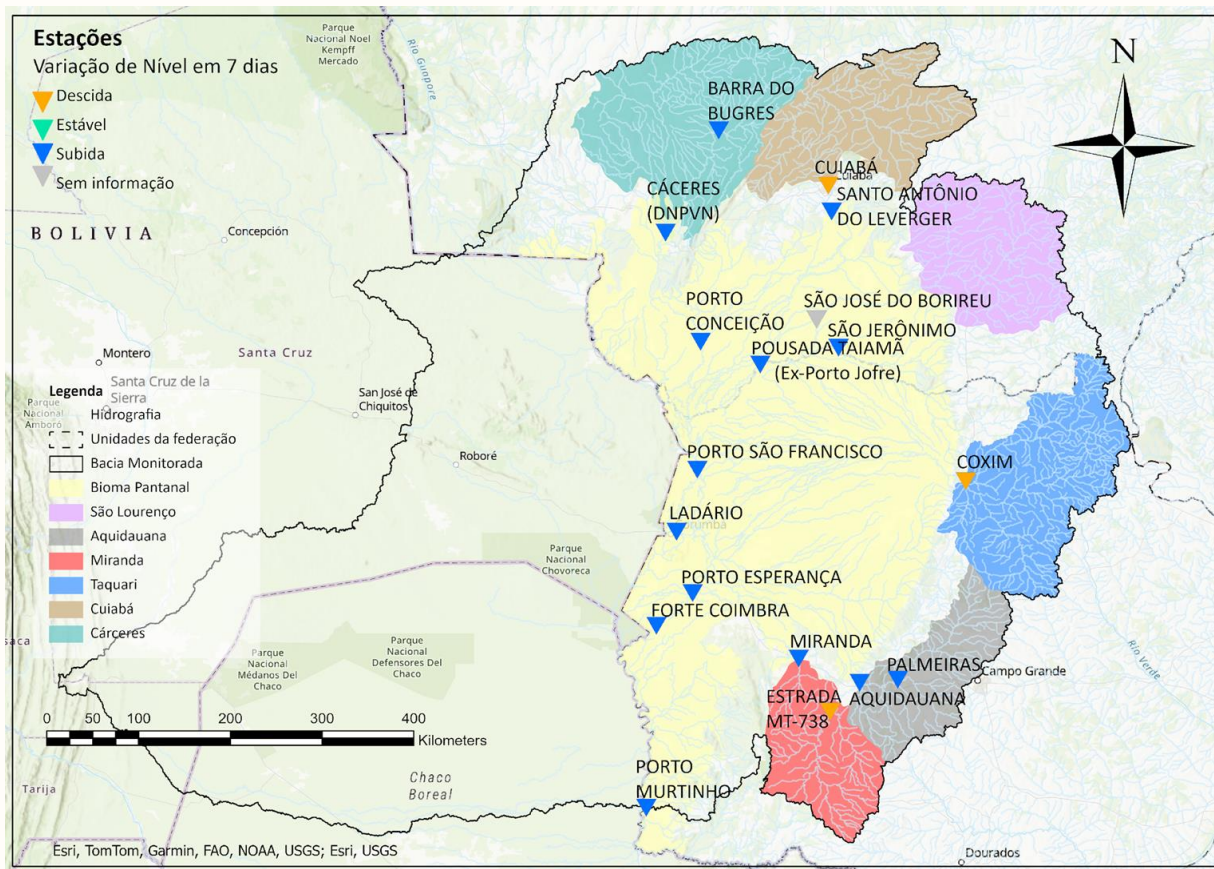 Estações
Variação de Nível em 7 dias
Descida
Estável
Subida
Sem informação
Parque
Nacional Noel
Kempff
Mercado
Rio Guaporé
N
BARRA DO
BUGRES
CUIABÁ
CÁCERES
(DNPVN)
SANTO ANTÔNIO
DO LEVERGER
BOLIVIA
Concepción
PORTO
CONCEIÇÃO
SÃO JOSÉ DO BORIREU
SÃO JERÔNIMO
POUSADA TAIAMÃ
(Ex-Porto Jofre)
Montero
Santa Cruz
Santa Cruz de la
Sierra
San José de
Chiquitos
Parque
Nacional
Amboró
Roboré
Legenda
Hidrografia
Unidades da federação
Bacia Monitorada
Bioma Pantanal
São Lourenço
Aquidauana
Miranda
Taquari
Cuiabá
Cárceres
PORTO SÃO FRANCISCO
COXIM
LADÁRIO
Parque
Nacional
Chovoreca
PORTO ESPERANÇA
FORTE COIMBRA
MIRANDA
PALMEIRAS
Campo Grande
Rio Verde
AQUIDAUANA
ESTRADA
MT-738
saca
Parque
Nacional
Médanos Del
Chaco
Parque
Nacional
Defensores Del
Chaco
0 50 100 200 300 400
Kilometers
Tarija
Chaco
Boreal
PORTO
MURTINHO
Dourados
Esri, TomTom, Garmin, FAO, NOAA, USGS; Esri, USGS